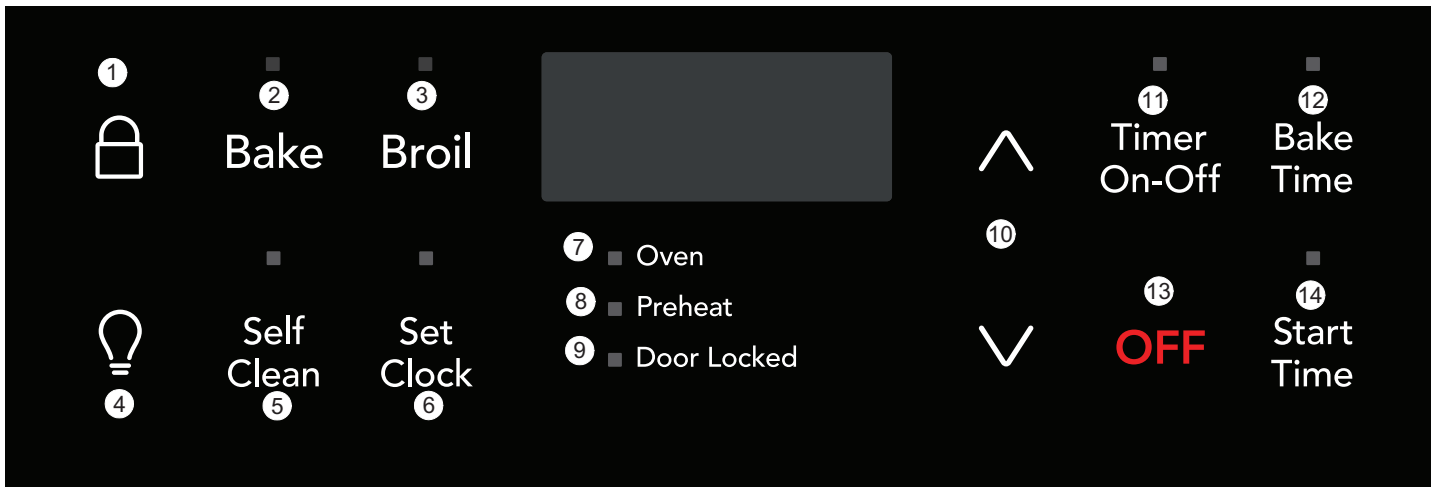 1
2
3
Bake
Broil
4
Self
Clean
5
Set
Clock
6
7 Oven
8 Preheat
9 Door Locked
10
11
Timer
On-Off
12
Bake
Time
13
OFF
14
Start
Time